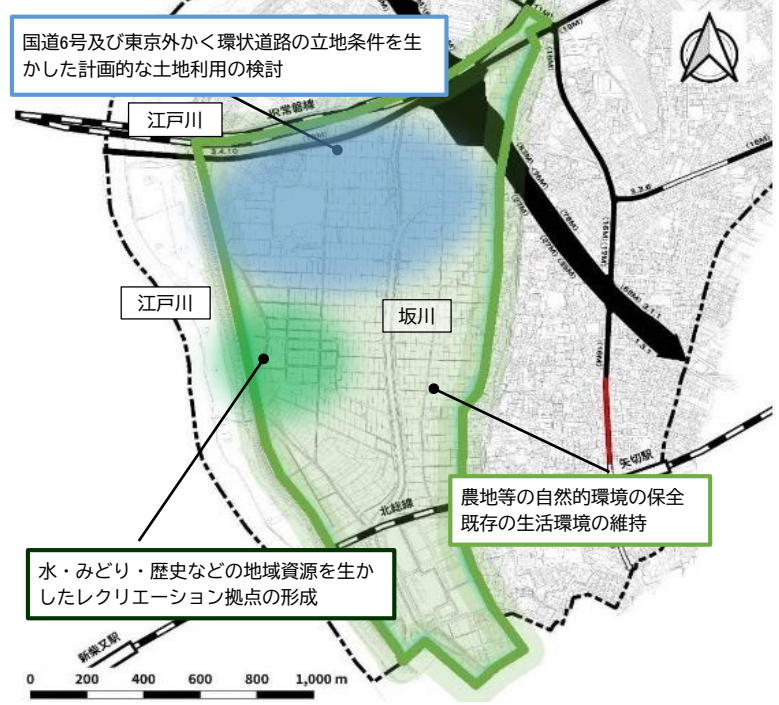 国道6号及び東京外かく環状道路の立地条件を生
かした計画的な土地利用の検討
JR常磐線
江戸川
3.4.10
3.3.6
江戸川
坂川
矢切駅
農地等の自然的環境の保全
既存の生活環境の維持
北総線
水・みどり・歴史などの地域資源を生か
したレクリエーション拠点の形成
新柴又駅
0 200 400 600 800 1,000 m